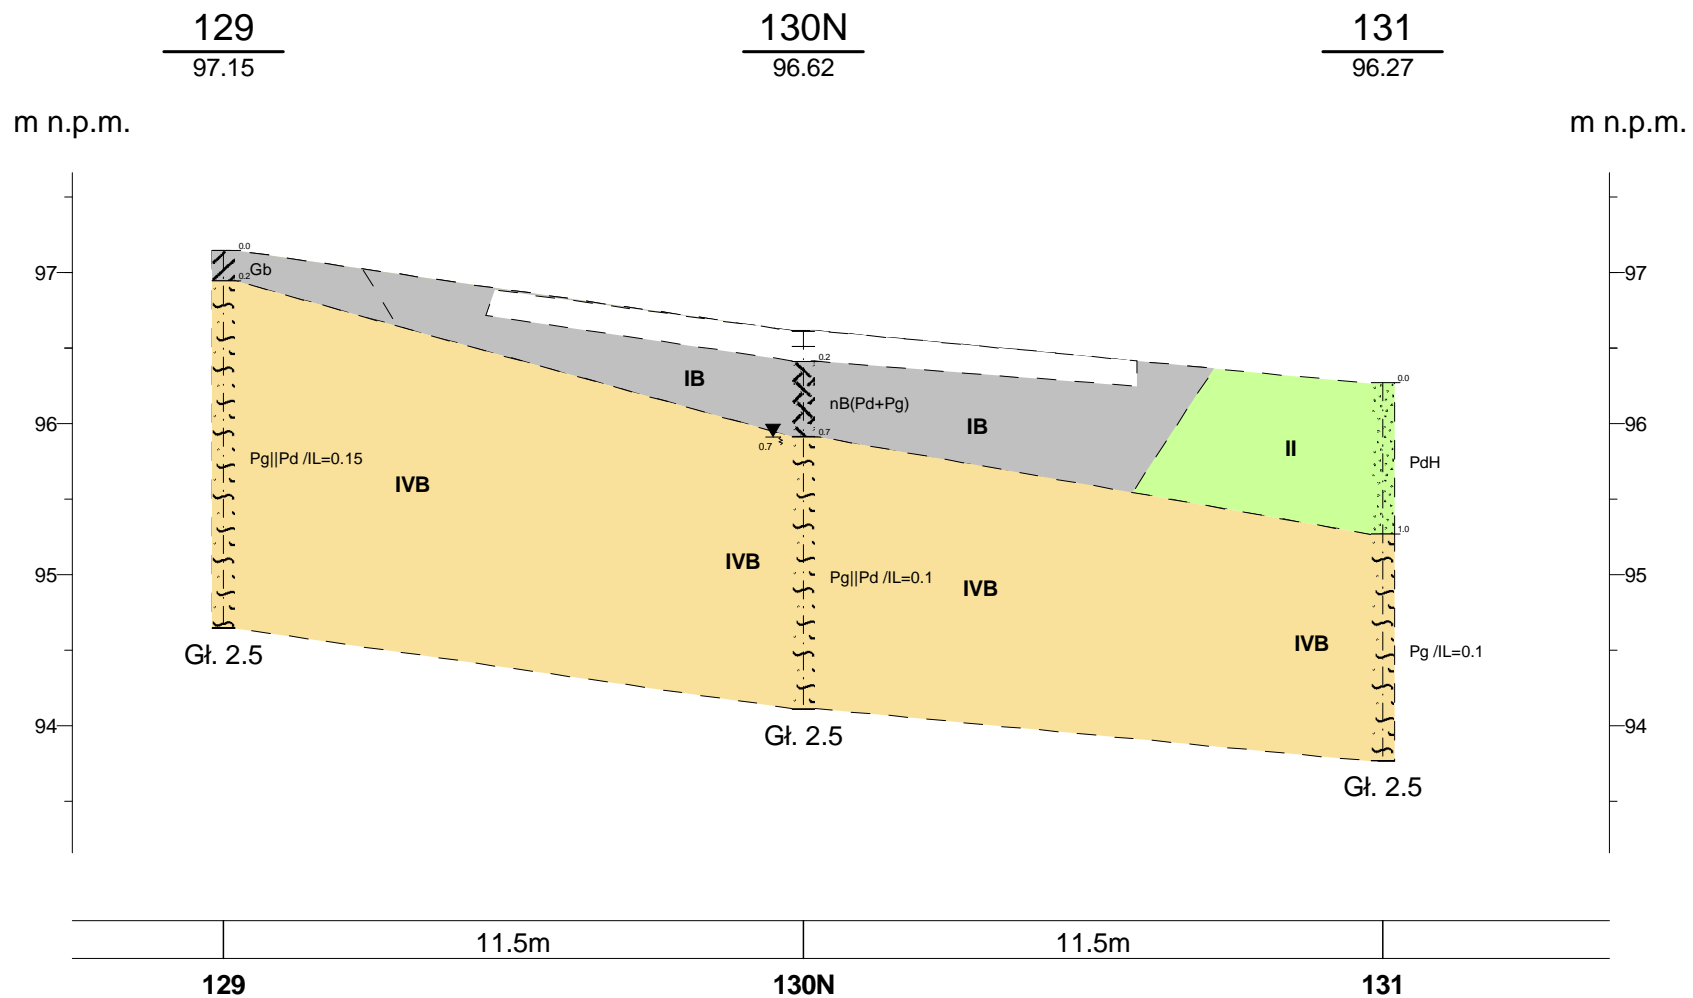 129 130N 131
97.15 96.62 96.27
m n.p.m. m n.p.m.
0.0
Gb
0.2
97 97
0.2
IB
0.0
nB(Pd+Pg)
96 IB 96
0.7 0.7
II
PdH
Pg||Pd /IL=0.15
IVB
1.0
IVB
95 Pg||Pd /IL=0.1 95
IVB
IVB
Pg /IL=0.1
Gł. 2.5
94 94
Gł. 2.5
Gł. 2.5
11.5m 11.5m
129 130N 131